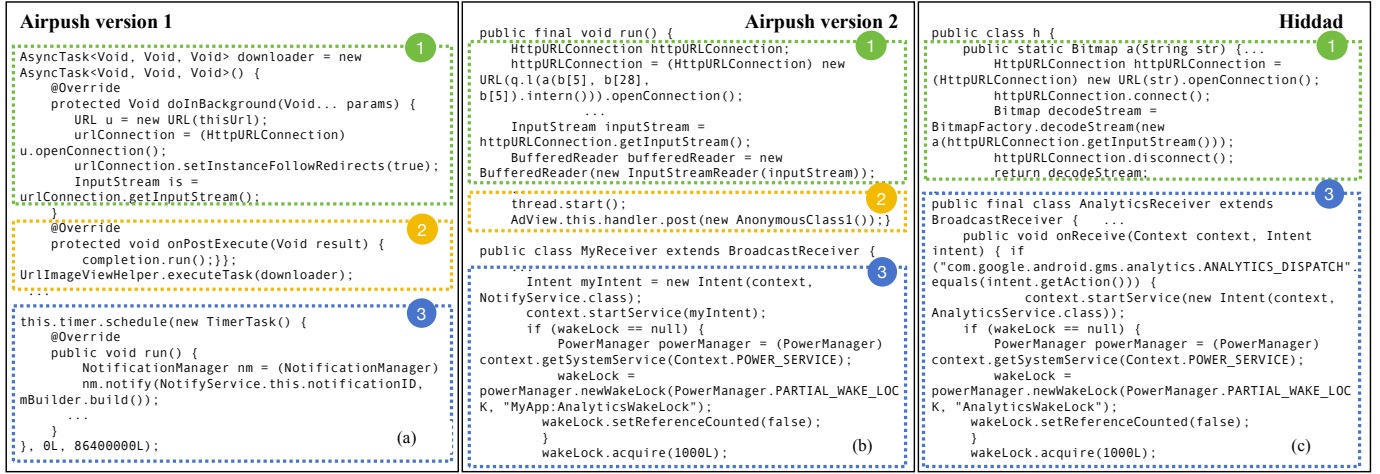 Airpush version 1
1
AsyncTask<Void, Void, Void> downloader = new
AsyncTask<Void, Void, Void>() {
@Override
protected Void doInBackground(Void... params) {
URL u = new URL(thisUrl);
urlConnection = (HttpURLConnection)
u.openConnection();
urlConnection.setInstanceFollowRedirects(true);
InputStream is =
urlConnection.getInputStream();
}
2
@Override
protected void onPostExecute(Void result) {
completion.run();}};
UrlImageViewHelper.executeTask(downloader);
...
3
this.timer.schedule(new TimerTask() {
@Override
public void run() {
NotificationManager nm = (NotificationManager)
nm.notify(NotifyService.this.notificationID,
mBuilder.build());
...
}
}, 0L, 86400000L);
(a)
Airpush version 2
public final void run() {
1
HttpURLConnection httpURLConnection;
httpURLConnection = (HttpURLConnection) new
URL(q.l(a(b[5], b[28],
b[5]).intern())).openConnection();
...
InputStream inputStream =
httpURLConnection.getInputStream();
BufferedReader bufferedReader = new
BufferedReader(new InputStreamReader(inputStream));
2
thread.start();
AdView.this.handler.post(new AnonymousClass1());}
public class MyReceiver extends BroadcastReceiver {
3
..
Intent myIntent = new Intent(context,
NotifyService.class);
context.startService(myIntent);
if (wakeLock == null) {
PowerManager powerManager = (PowerManager)
context.getSystemService(Context.POWER_SERVICE);
wakeLock =
powerManager.newWakeLock(PowerManager.PARTIAL_WAKE_LOC
K, "MyApp:AnalyticsWakeLock");
wakeLock.setReferenceCounted(false);
}
wakeLock.acquire(1000L);
(b)
Hiddad
public class h {
1
public static Bitmap a(String str) {...
HttpURLConnection httpURLConnection =
(HttpURLConnection) new URL(str).openConnection();
httpURLConnection.connect();
Bitmap decodeStream =
BitmapFactory.decodeStream(new
a(httpURLConnection.getInputStream()));
httpURLConnection.disconnect();
return decodeStream;
3
public final class AnalyticsReceiver extends
BroadcastReceiver { ...
public void onReceive(Context context, Intent
intent) { if
("com.google.android.gms.analytics.ANALYTICS_DISPATCH".
equals(intent.getAction())) {
context.startService(new Intent(context,
AnalyticsService.class));
if (wakeLock == null) {
PowerManager powerManager = (PowerManager)
context.getSystemService(Context.POWER_SERVICE);
wakeLock =
powerManager.newWakeLock(PowerManager.PARTIAL_WAKE_LOC
K, "AnalyticsWakeLock");
wakeLock.setReferenceCounted(false);
}
wakeLock.acquire(1000L);
(c)